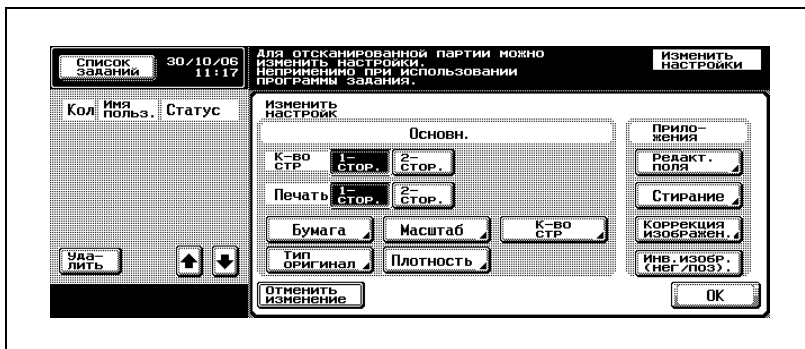 Список
заданий
30/10/06
11:17
Для отсканированной партии можно
изменить настройки.
Неприменимо при использовании
программы задания.
Изменить
настройки
Кол Имя
польз. Статус
Изменить
настройк
Основн.
К-во
стр
1-
стор.
2-
стор.
Печать
1-
стор.
2-
стор.
Бумага
Масштаб
К-во
стр
Тип
оригинал
Плотность
Прило-
жения
Редакт.
поля
Стирание
Коррекция
изображен.
Инв.изобр.
(нег/поз).
Уда-
лить
Отменить
изменение
OK